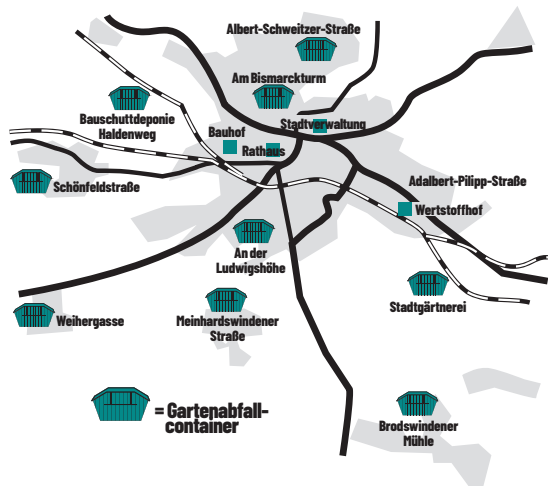 Albert-Schweitzer-Straße
Am Bismarckturm
Bauschuttdeponie
Haldenweg
Bauhof
Stadtverwaltung
Rathaus
Schönfeldstraße
Adalbert-Pilipp-Straße
Wertstoffhof
An der
Ludwigshöhe
Stadtgärtnerei
Weihergasse
Meinhardswindener
Straße
= Gartenabfall-
container
Brodswindener
Mühle